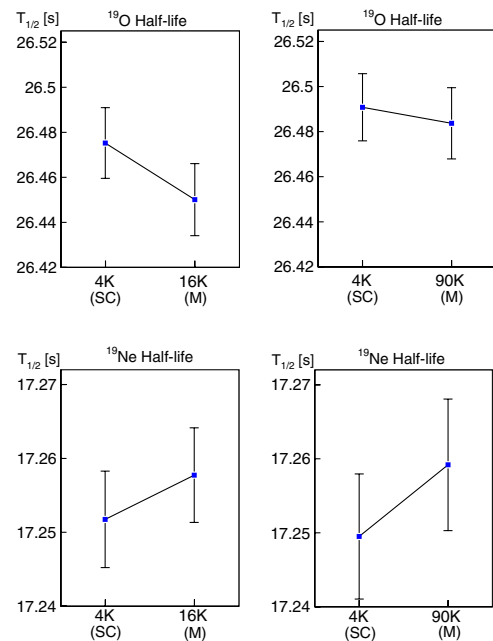 T1/2 [s] ¹⁹O Half-life
26.52
26.5
26.48
26.46
26.44
26.42
4K 16K
(SC) (M)
T1/2 [s] ¹⁹O Half-life
26.52
26.5
26.48
26.46
26.44
26.42
4K 90K
(SC) (M)
T1/2 [s] ¹⁹Ne Half-life
17.27
17.26
17.25
17.24
4K 16K
(SC) (M)
T1/2 [s] ¹⁹Ne Half-life
17.27
17.26
17.25
17.24
4K 90K
(SC) (M)